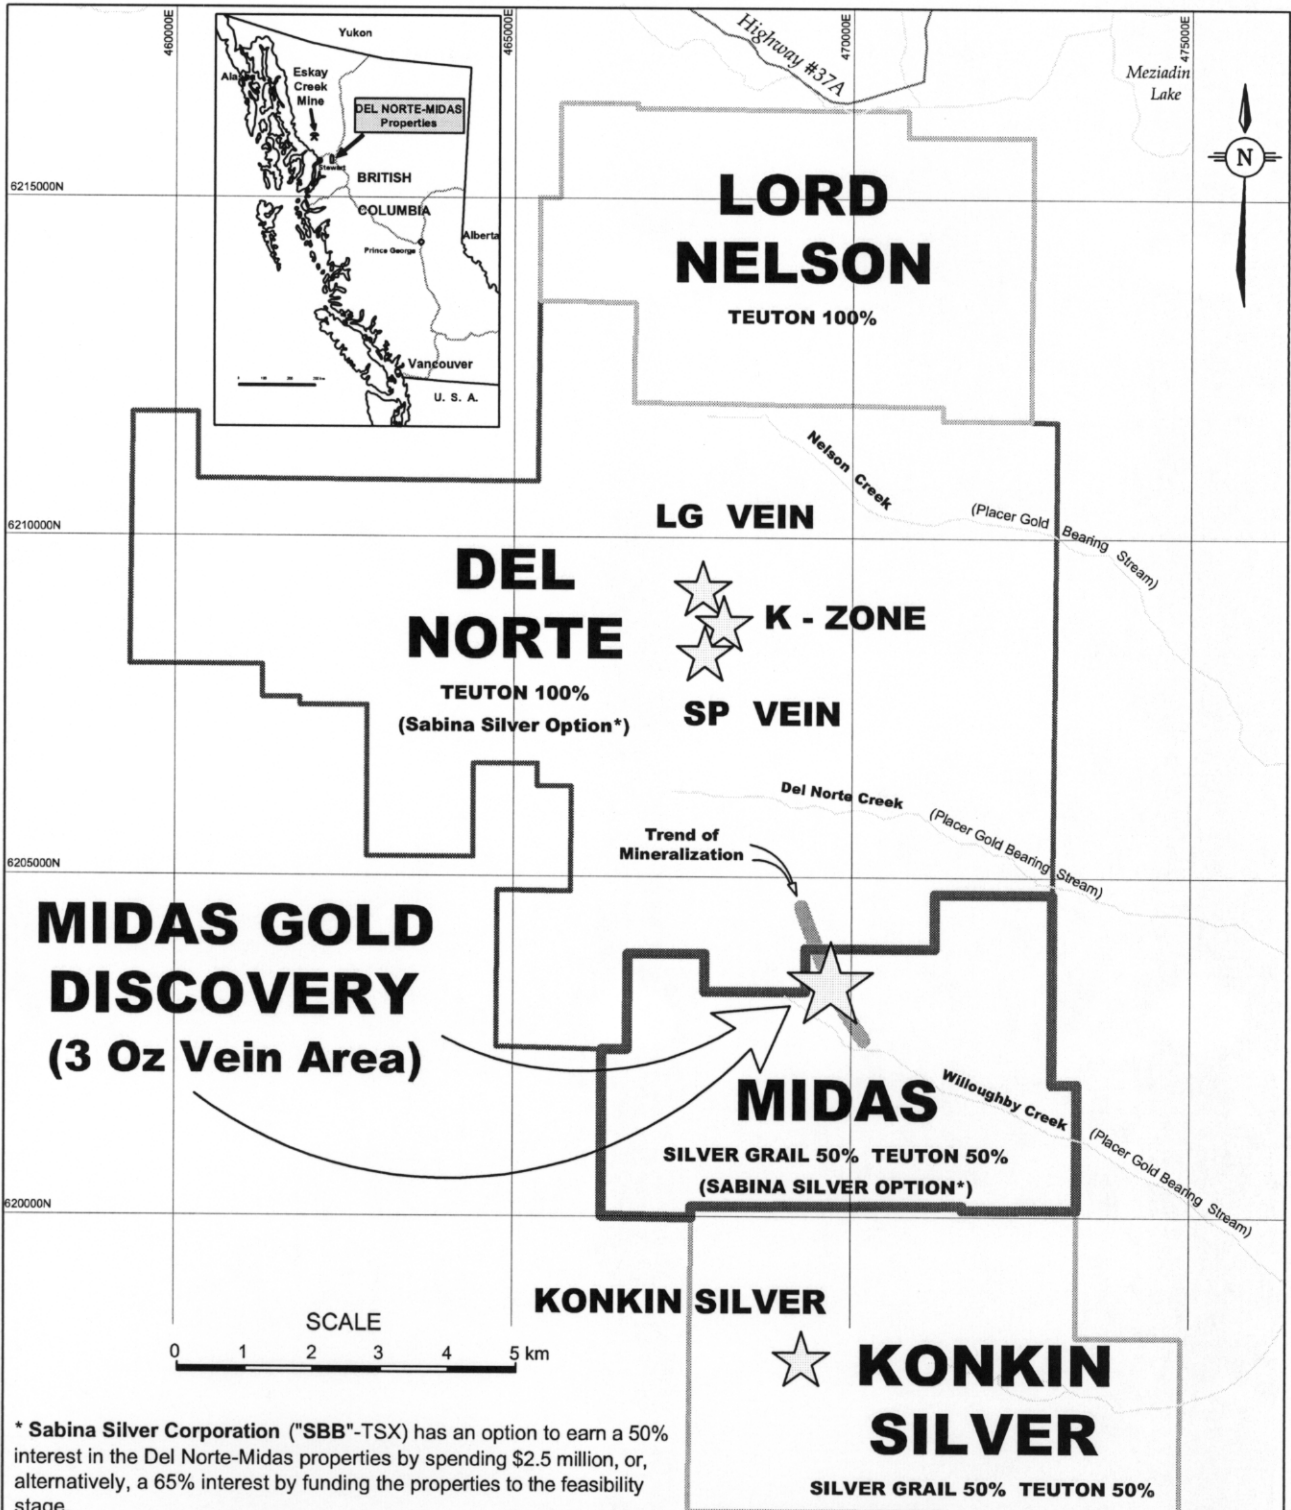 460000E
465000E
470000E
475000E
Yukon
Eskay
Creek
Mine
DEL NORTE-MIDAS
Properties
Stewart
BRITISH
COLUMBIA
Prince George
Alberta
Vancouver
U. S. A.
Highway #37A
Meziadin
Lake
N
6215000N
LORD
NELSON
TEUTON 100%
Nelson Creek
(Placer Gold Bearing Stream)
6210000N
LG VEIN
DEL
NORTE
K - ZONE
TEUTON 100%
(Sabina Silver Option*)
SP VEIN
Del Norte Creek
(Placer Gold Bearing Stream)
Trend of
Mineralization
6205000N
MIDAS GOLD
DISCOVERY
(3 Oz Vein Area)
MIDAS
Willoughby Creek
(Placer Gold Bearing Stream)
SILVER GRAIL 50% TEUTON 50%
(SABINA SILVER OPTION*)
620000N
KONKIN SILVER
SCALE
0 1 2 3 4 5 km
KONKIN
SILVER
SILVER GRAIL 50% TEUTON 50%
* Sabina Silver Corporation ("SBB"-TSX) has an option to earn a 50%
interest in the Del Norte-Midas properties by spending $2.5 million, or,
alternatively, a 65% interest by funding the properties to the feasibility
stage